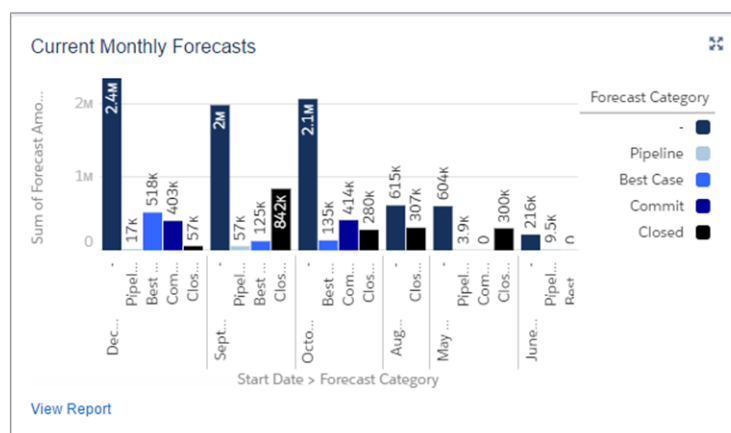 Current Monthly Forecasts
Sum of Forecast Amo...
2M
1M
0
2.4M
17K
518K
403K
57K
2M
57K
125K
842K
2.1M
135K
414K
280K
615K
307K
604K
3.9K
0
300K
216K
9.5K
0
-
Pipel...
Best ...
Com...
Clos...
-
Pipel...
Best ...
Clos...
-
Best ...
Com...
Clos...
-
Clos...
-
Pipel...
Com...
Clos...
-
Pipel...
Dec...
Sept...
Octo...
Aug...
May ...
June...
Start Date > Forecast Category
Forecast Category
-
Pipeline
Best Case
Commit
Closed
View Report